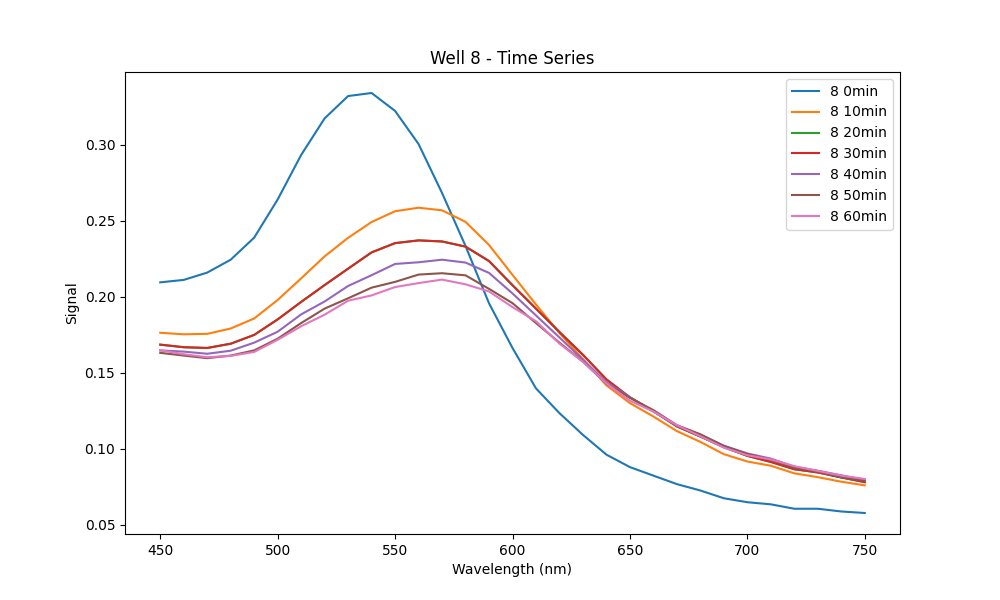 Well 8 - Time Series
Signal
0.30
0.25
0.20
0.15
0.10
0.05
450 500 550 600 650 700 750
Wavelength (nm)
8 0min
8 10min
8 20min
8 30min
8 40min
8 50min
8 60min